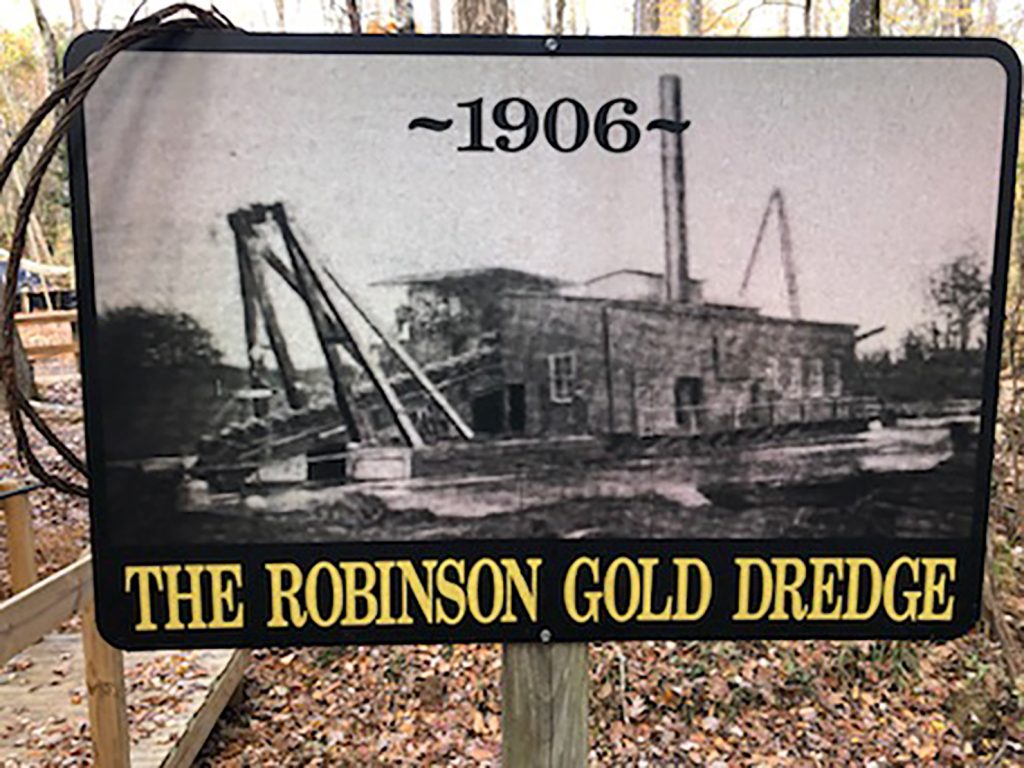 ~1906~
THE ROBINSON GOLD DREDGE